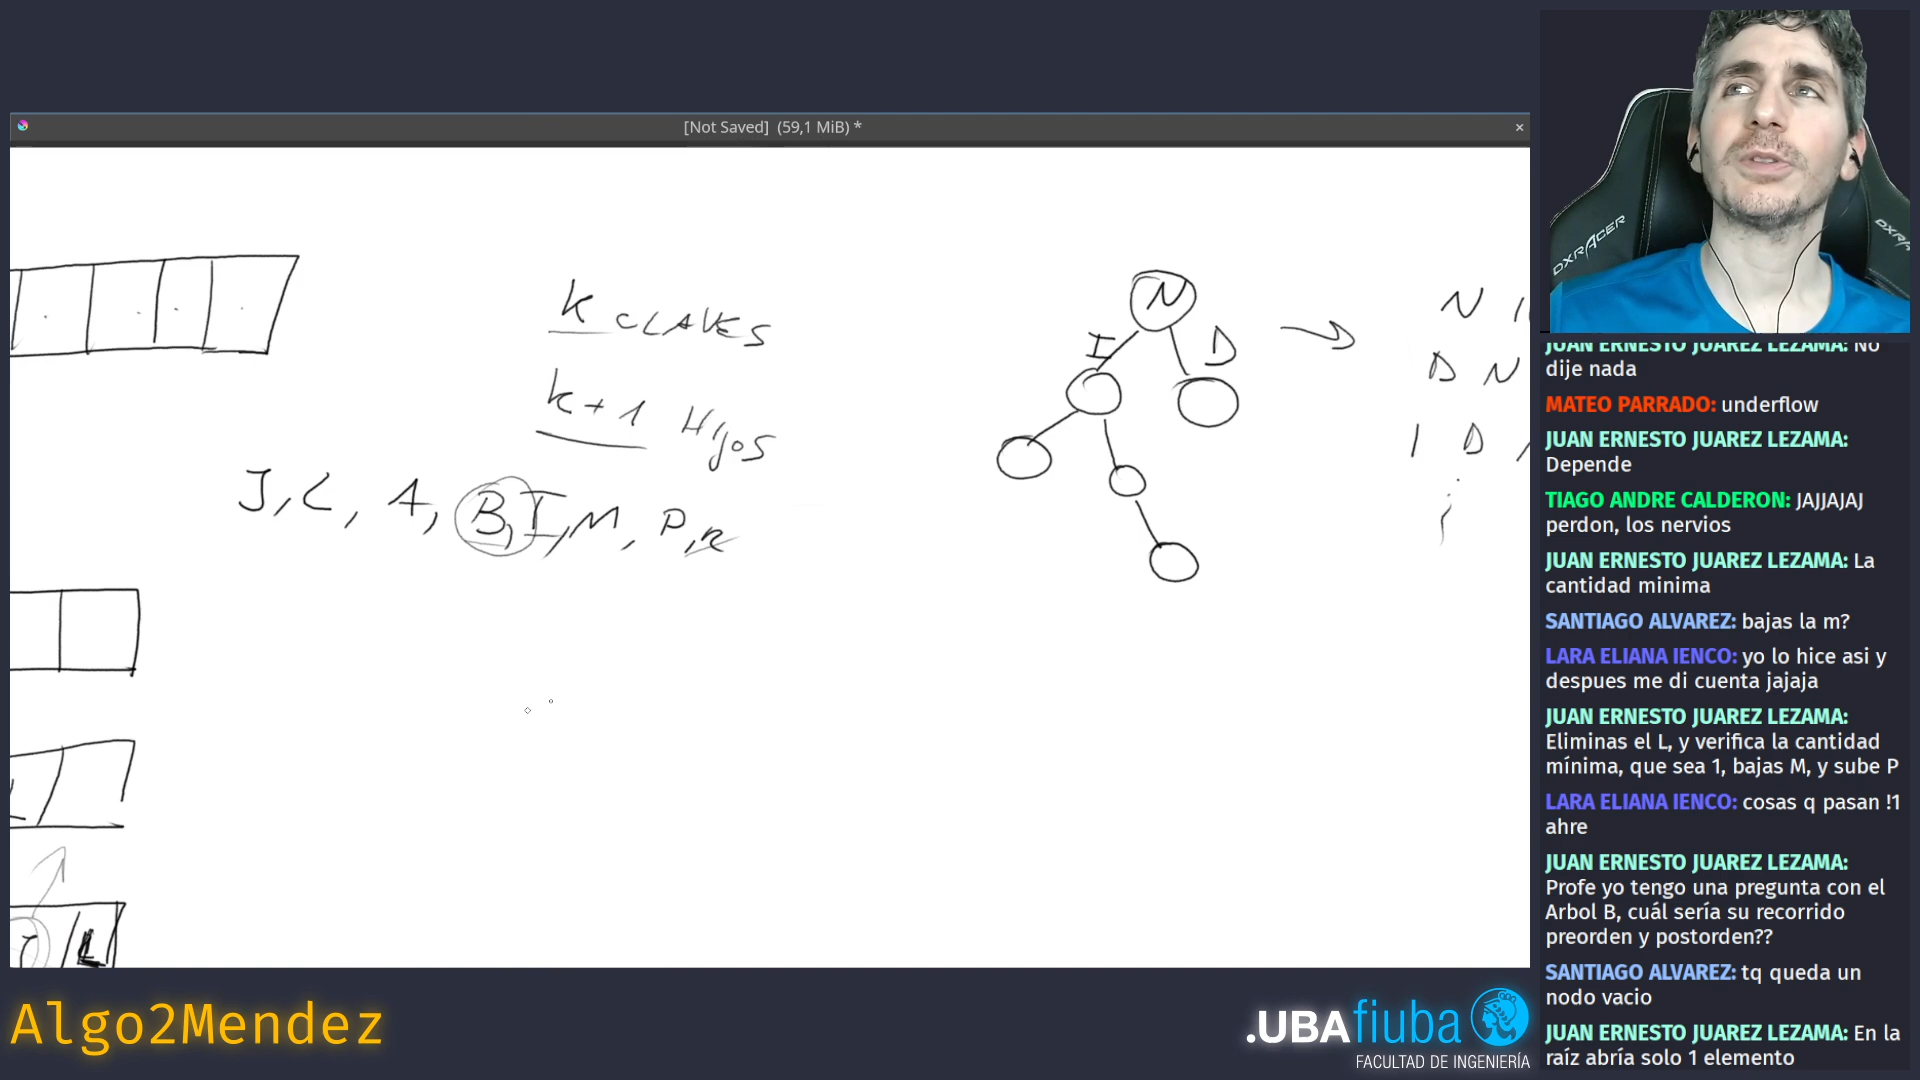 [Not Saved] (59,1 MiB) *
×
K CLAVES
k+1 HIJOS
J, L, A, B, I, M, P, R
N
I D
N I
D N
I D
L
Algo2Mendez
.UBAfiuba
FACULTAD DE INGENIERÍA
DXRACER
JUAN ERNESTO JUAREZ LEZAMA: No
dije nada
MATEO PARRADO: underflow
JUAN ERNESTO JUAREZ LEZAMA:
Depende
TIAGO ANDRE CALDERON: JAJJAJAJ
perdon, los nervios
JUAN ERNESTO JUAREZ LEZAMA: La
cantidad minima
SANTIAGO ALVAREZ: bajas la m?
LARA ELIANA IENCO: yo lo hice asi y
despues me di cuenta jajaja
JUAN ERNESTO JUAREZ LEZAMA:
Eliminas el L, y verifica la cantidad
mínima, que sea 1, bajas M, y sube P
LARA ELIANA IENCO: cosas q pasan !1
ahre
JUAN ERNESTO JUAREZ LEZAMA:
Profe yo tengo una pregunta con el
Arbol B, cuál sería su recorrido
preorden y postorden??
SANTIAGO ALVAREZ: tq queda un
nodo vacio
JUAN ERNESTO JUAREZ LEZAMA: En la
raíz abría solo 1 elemento